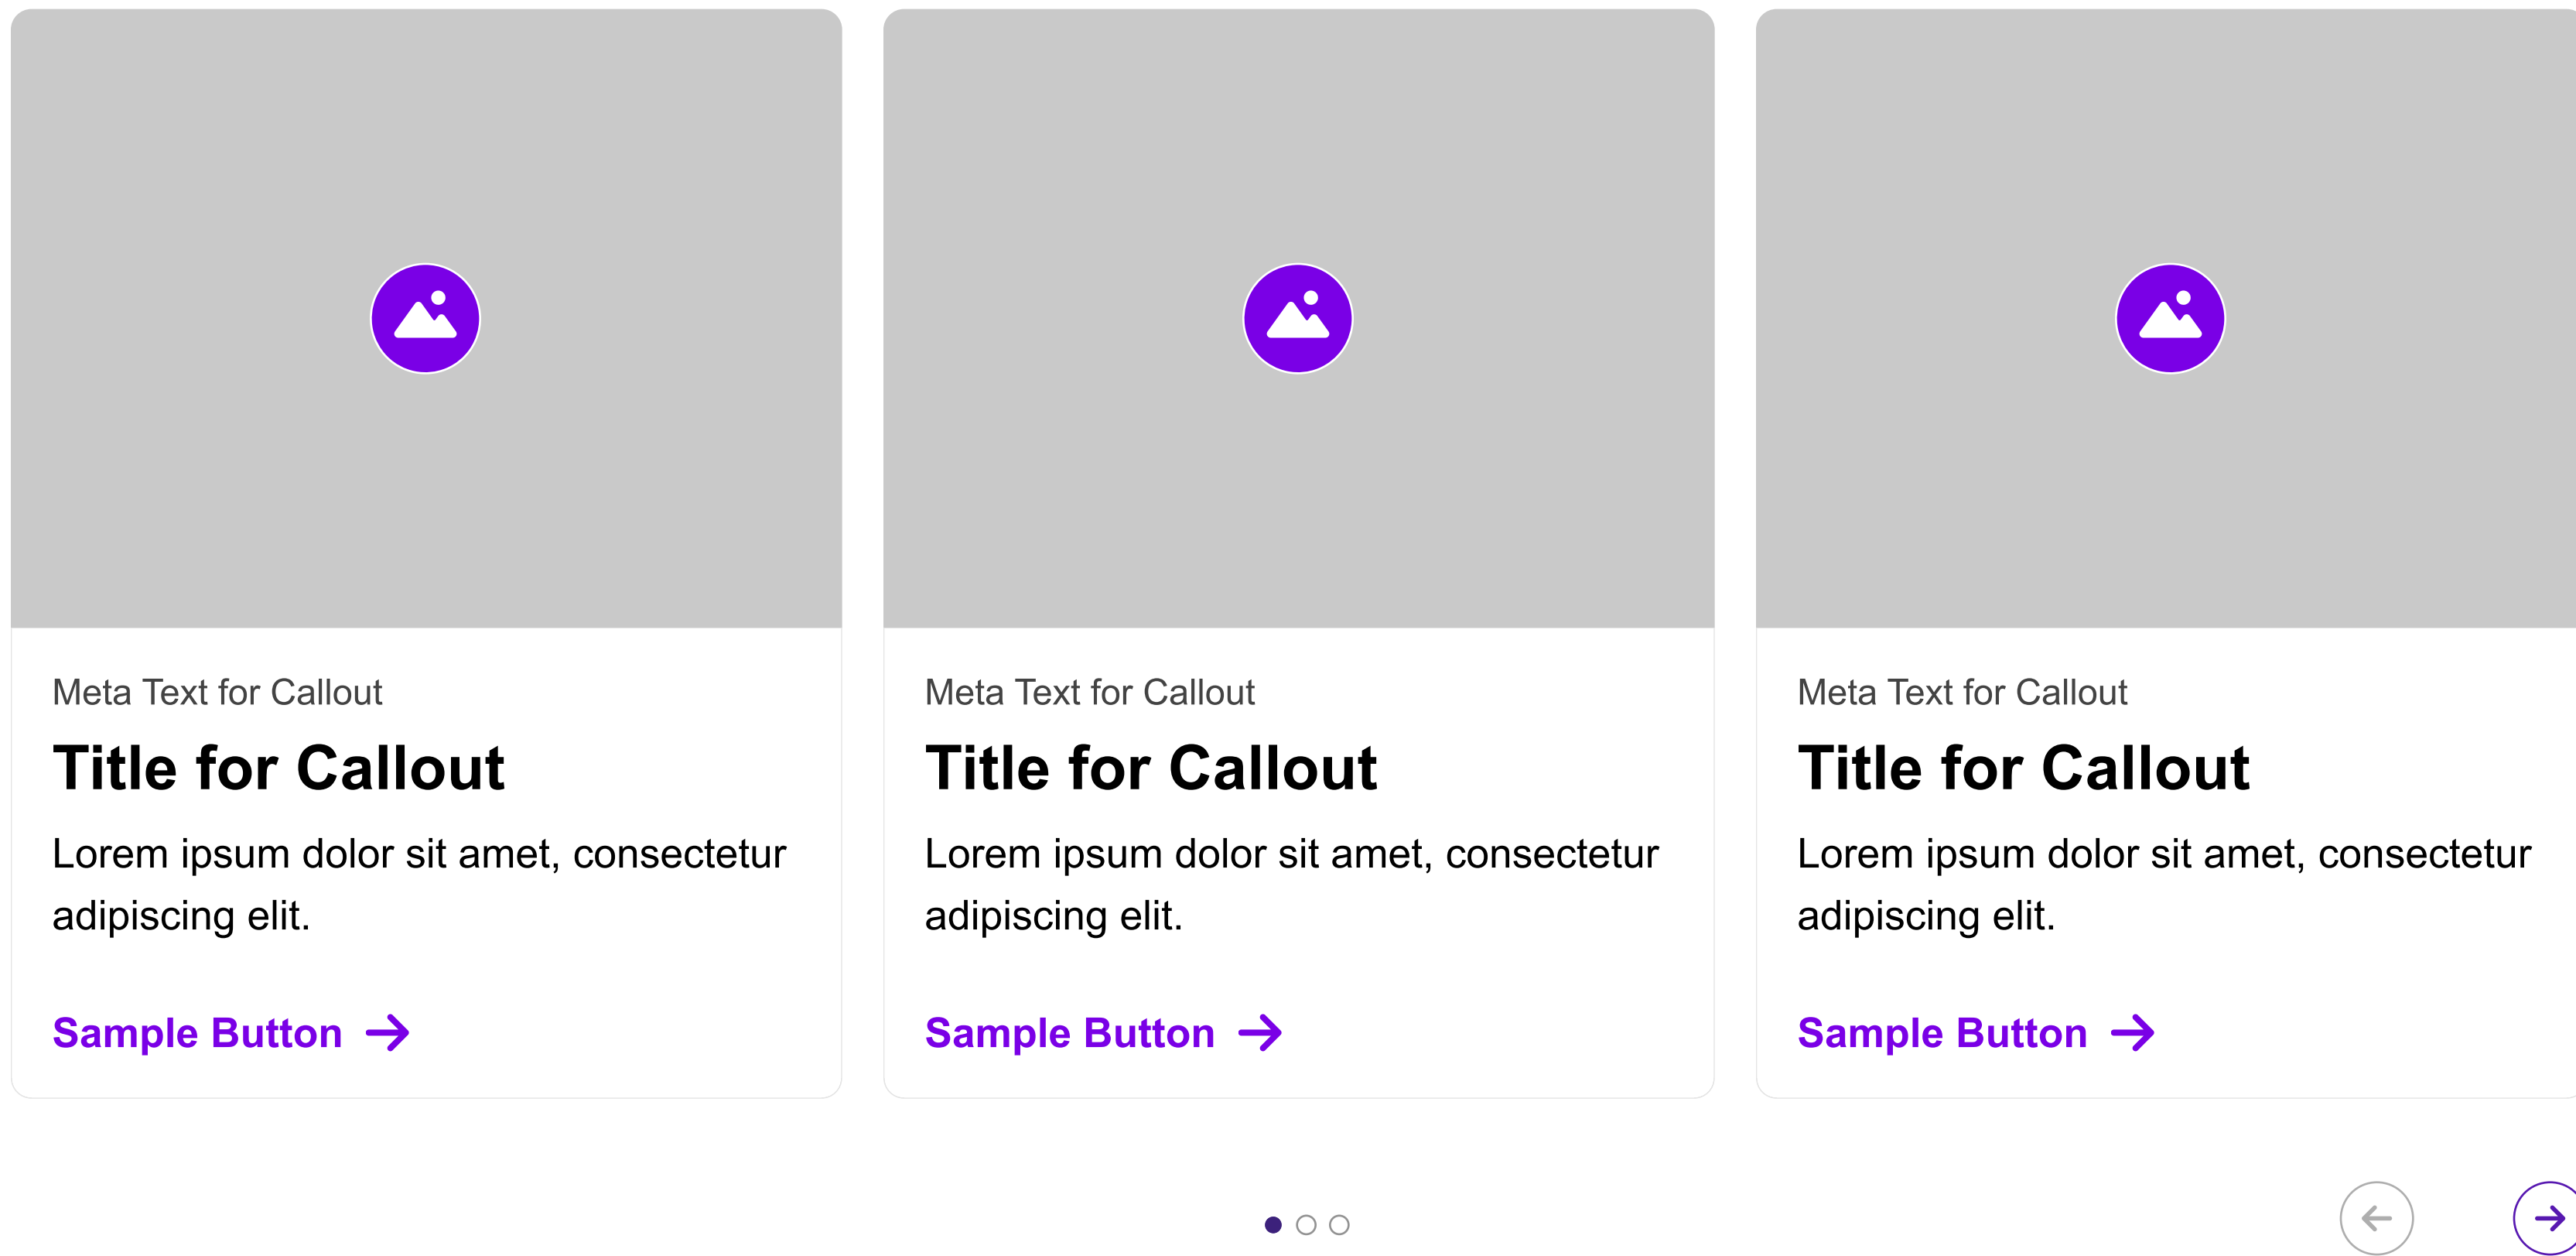 Meta Text for Callout
Title for Callout
Lorem ipsum dolor sit amet, consectetur
adipiscing elit.
Sample Button
Meta Text for Callout
Title for Callout
Lorem ipsum dolor sit amet, consectetur
adipiscing elit.
Sample Button
Meta Text for Callout
Title for Callout
Lorem ipsum dolor sit amet, consectetur
adipiscing elit.
Sample Button